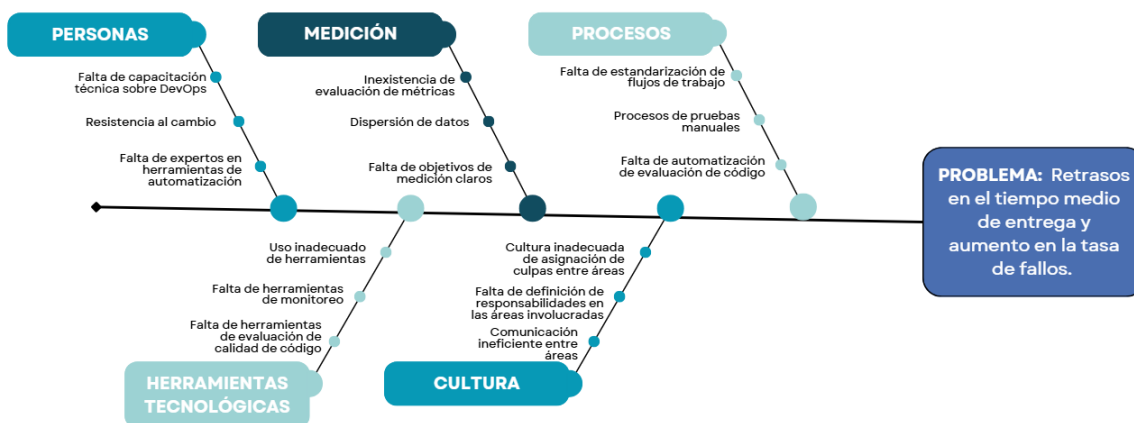 PERSONAS
Falta de capacitación
técnica sobre DevOps
Resistencia al cambio
Falta de expertos en
herramientas de
automatización
MEDICIÓN
Inexistencia de
evaluación de métricas
Dispersión de datos
Falta de objetivos de
medición claros
PROCESOS
Falta de estandarización de
flujos de trabajo
Procesos de pruebas
manuales
Falta de automatización
de evaluación de código
PROBLEMA: Retrasos
en el tiempo medio
de entrega y
aumento en la tasa
de fallos.
Uso inadecuado
de herramientas
Falta de herramientas
de monitoreo
Falta de herramientas
de evaluación de
calidad de código
HERRAMIENTAS
TECNOLÓGICAS
Cultura inadecuada
de asignación de
culpas entre áreas
Falta de definición de
responsabilidades en
las áreas involucradas
Comunicación
ineficiente entre
áreas
CULTURA